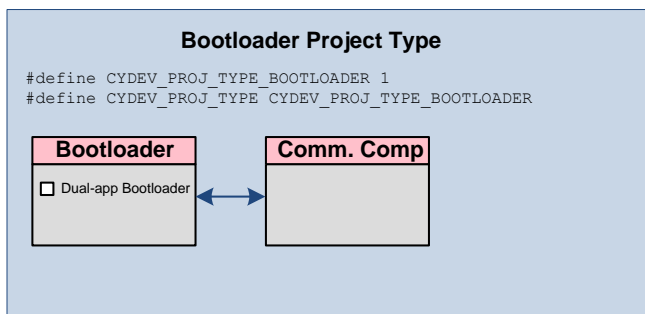 Bootloader Project Type
#define CYDEV_PROJ_TYPE_BOOTLOADER 1
#define CYDEV_PROJ_TYPE CYDEV_PROJ_TYPE_BOOTLOADER
Bootloader
Comm. Comp
Dual-app Bootloader